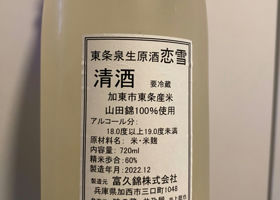 東条泉生原酒恋雪
清酒 要冷蔵
加東市東条産米
山田錦100%使用
アルコール分:
18.0度以上19.0度未満
原材料名: 米・米麹
内容量: 720ml
精米歩合: 60%
製造年月: 2022.12
製造元 富久錦株式会社
兵庫県加西市三口町1048